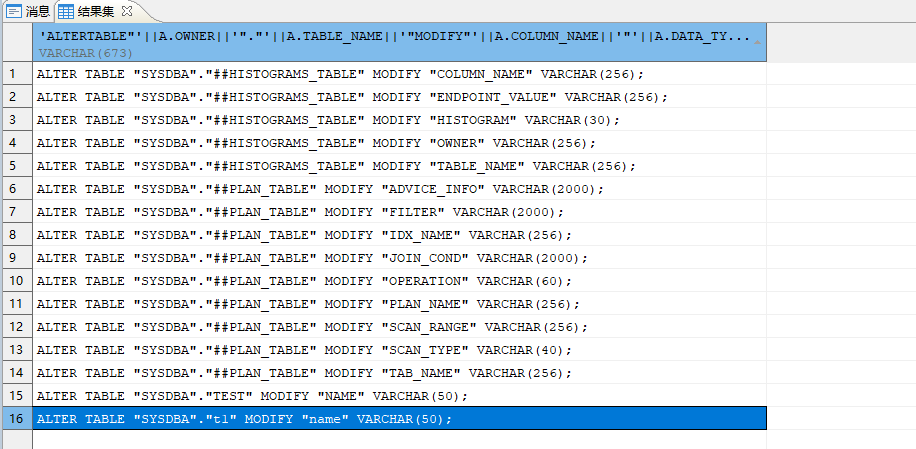 消息 结果集
'ALTERTABLE"'||A.OWNER||'"."'||A.TABLE_NAME||'"MODIFY"'||A.COLUMN_NAME||'"'||A.DATA_TY...
VARCHAR(673)
1 ALTER TABLE "SYSDBA"."##HISTOGRAMS_TABLE" MODIFY "COLUMN_NAME" VARCHAR(256);
2 ALTER TABLE "SYSDBA"."##HISTOGRAMS_TABLE" MODIFY "ENDPOINT_VALUE" VARCHAR(256);
3 ALTER TABLE "SYSDBA"."##HISTOGRAMS_TABLE" MODIFY "HISTOGRAM" VARCHAR(30);
4 ALTER TABLE "SYSDBA"."##HISTOGRAMS_TABLE" MODIFY "OWNER" VARCHAR(256);
5 ALTER TABLE "SYSDBA"."##HISTOGRAMS_TABLE" MODIFY "TABLE_NAME" VARCHAR(256);
6 ALTER TABLE "SYSDBA"."##PLAN_TABLE" MODIFY "ADVICE_INFO" VARCHAR(2000);
7 ALTER TABLE "SYSDBA"."##PLAN_TABLE" MODIFY "FILTER" VARCHAR(2000);
8 ALTER TABLE "SYSDBA"."##PLAN_TABLE" MODIFY "IDX_NAME" VARCHAR(256);
9 ALTER TABLE "SYSDBA"."##PLAN_TABLE" MODIFY "JOIN_COND" VARCHAR(2000);
10 ALTER TABLE "SYSDBA"."##PLAN_TABLE" MODIFY "OPERATION" VARCHAR(60);
11 ALTER TABLE "SYSDBA"."##PLAN_TABLE" MODIFY "PLAN_NAME" VARCHAR(256);
12 ALTER TABLE "SYSDBA"."##PLAN_TABLE" MODIFY "SCAN_RANGE" VARCHAR(256);
13 ALTER TABLE "SYSDBA"."##PLAN_TABLE" MODIFY "SCAN_TYPE" VARCHAR(40);
14 ALTER TABLE "SYSDBA"."##PLAN_TABLE" MODIFY "TAB_NAME" VARCHAR(256);
15 ALTER TABLE "SYSDBA"."TEST" MODIFY "NAME" VARCHAR(50);
16 ALTER TABLE "SYSDBA"."t1" MODIFY "name" VARCHAR(50);